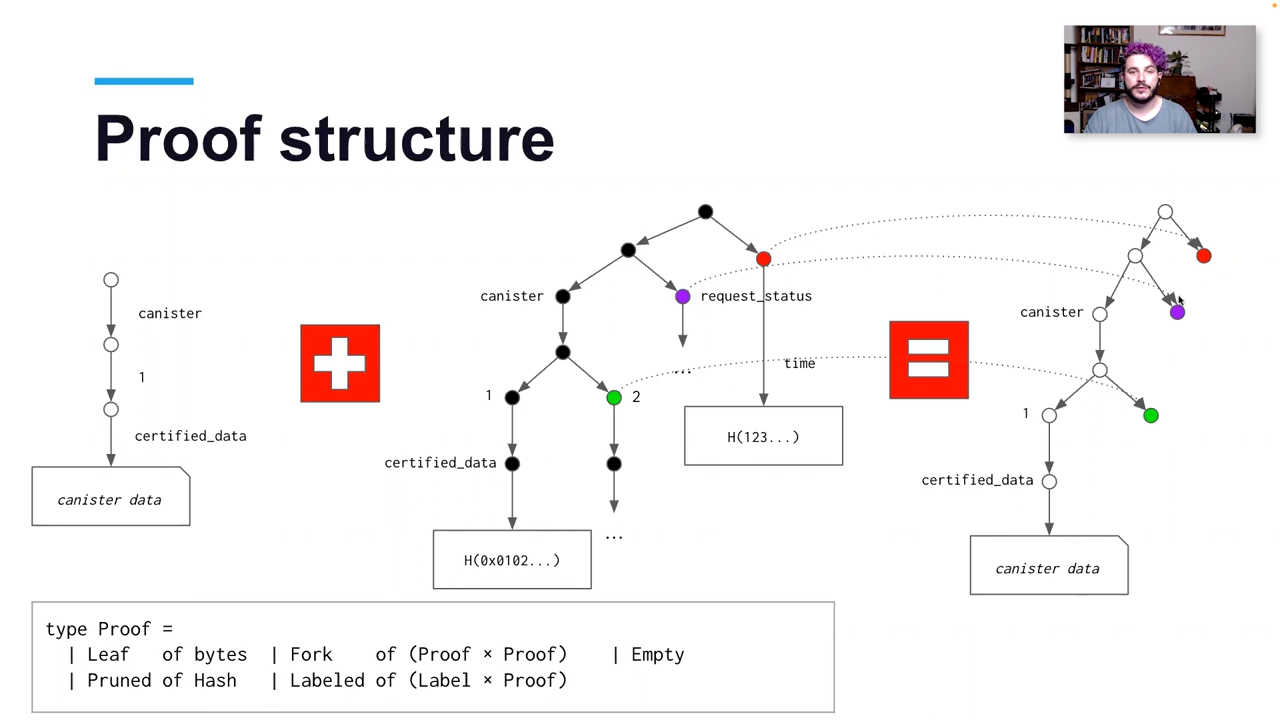 Proof structure
canister
1
certified_data
canister data
canister
request_status
...
time
1
2
H(123...)
certified_data
H(0x0102...)
...
canister
1
certified_data
canister data
type Proof =
| Leaf of bytes | Fork of (Proof × Proof) | Empty
| Pruned of Hash | Labeled of (Label × Proof)